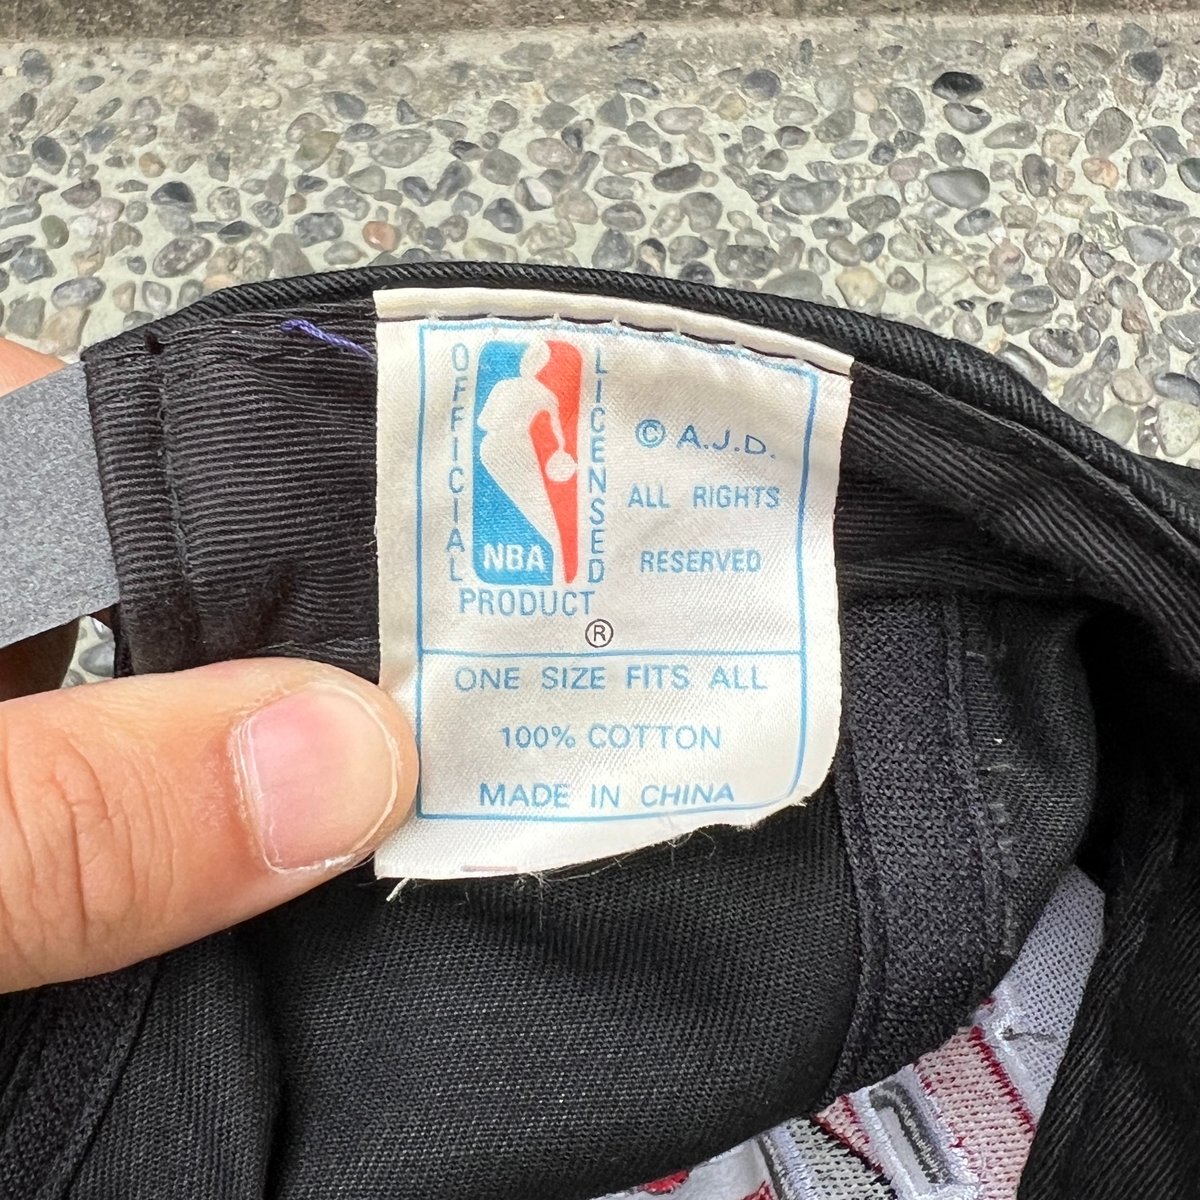 OFFICIAL
LICENSED
NBA
PRODUCT
®
© A.J.D.
ALL RIGHTS
RESERVED
ONE SIZE FITS ALL
100% COTTON
MADE IN CHINA